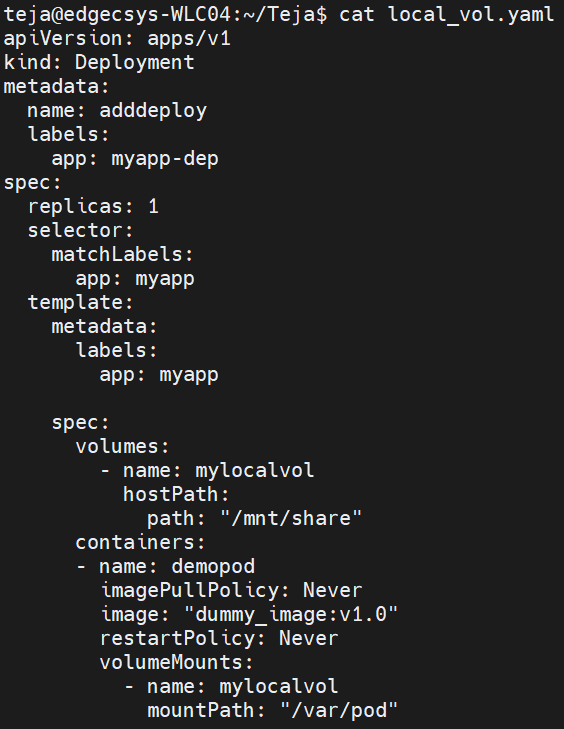 teja@edgecsys-WLC04:~/Teja$ cat local_vol.yaml
apiVersion: apps/v1
kind: Deployment
metadata:
  name: adddeploy
  labels:
    app: myapp-dep
spec:
  replicas: 1
  selector:
    matchLabels:
      app: myapp
  template:
    metadata:
      labels:
        app: myapp

    spec:
      volumes:
        - name: mylocalvol
          hostPath:
            path: "/mnt/share"
      containers:
      - name: demopod
        imagePullPolicy: Never
        image: "dummy_image:v1.0"
        restartPolicy: Never
        volumeMounts:
          - name: mylocalvol
            mountPath: "/var/pod"